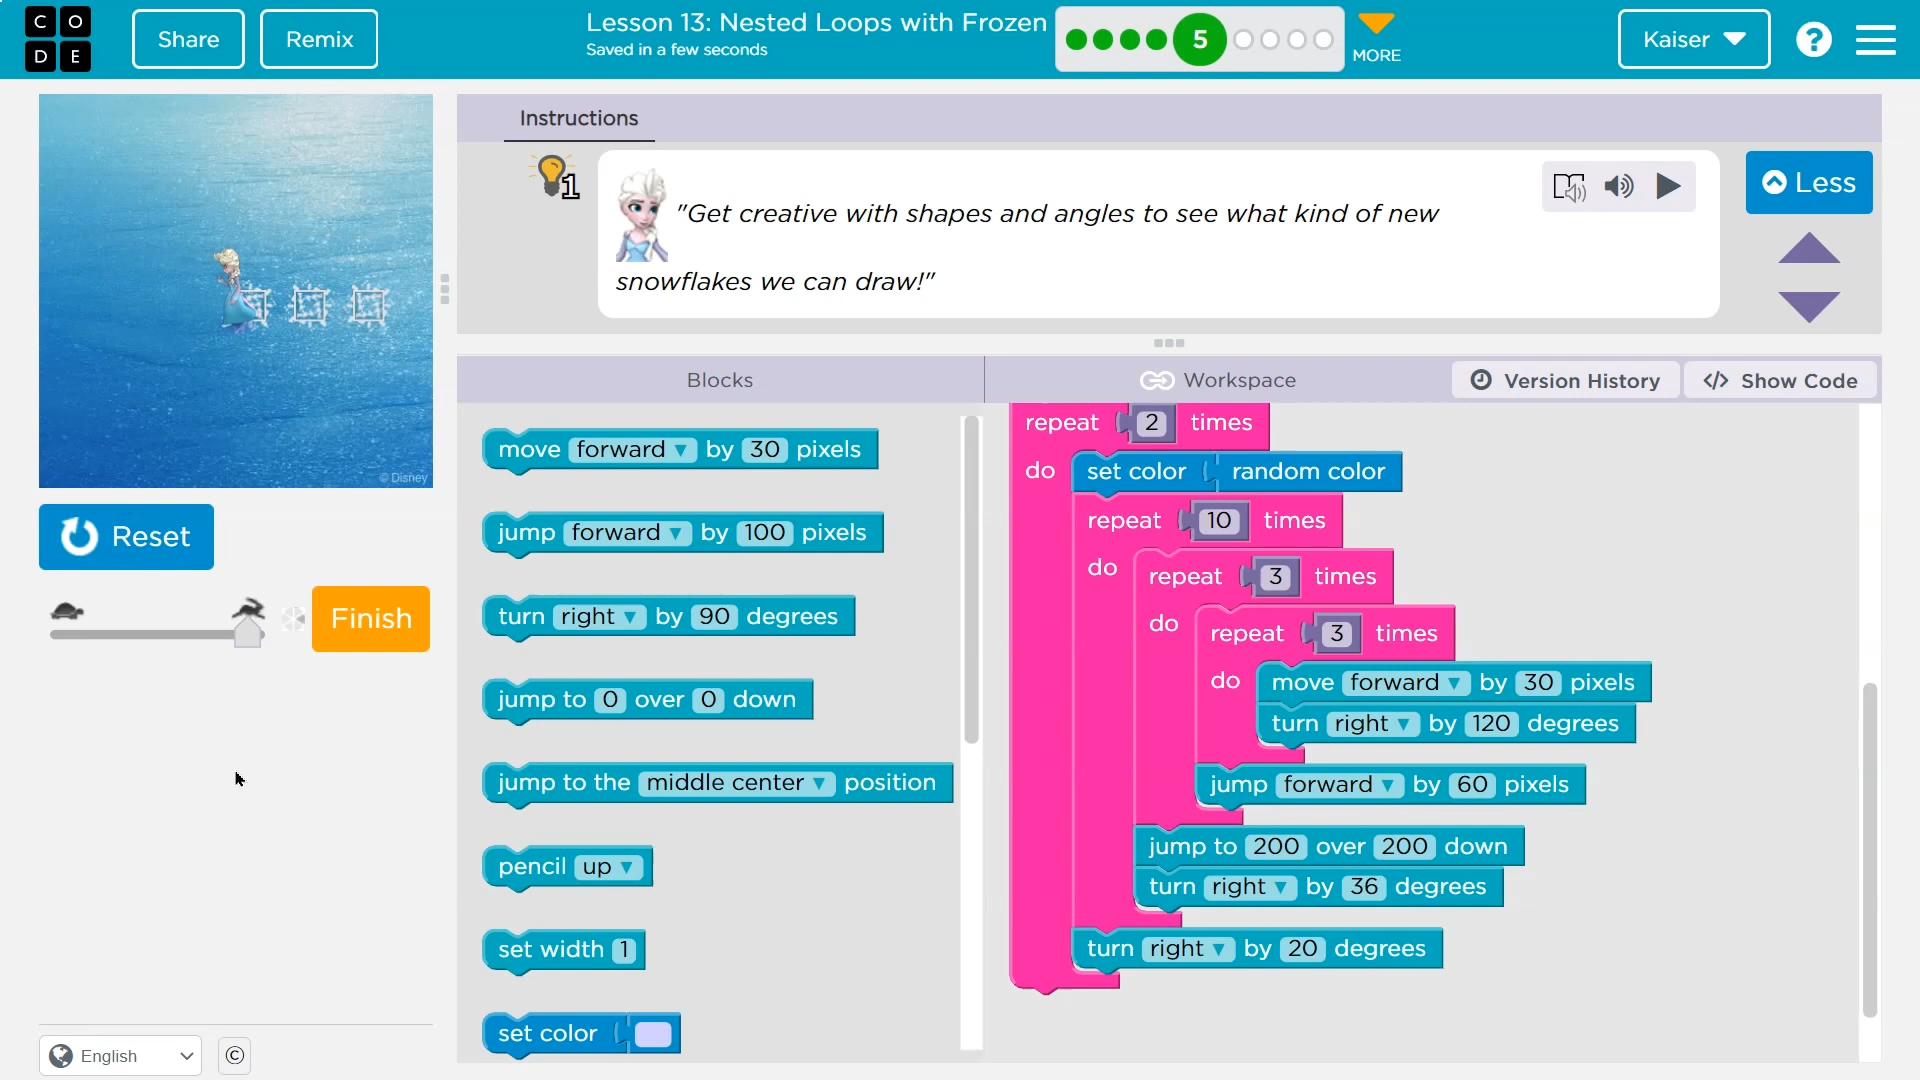 C O
D E
Share
Remix
Lesson 13: Nested Loops with Frozen
Saved in a few seconds
5
MORE
Kaiser
?
Instructions
1
"Get creative with shapes and angles to see what kind of new
snowflakes we can draw!"
Less
© Disney
Blocks
Workspace
Version History
</> Show Code
Reset
Finish
move forward ▼ by 30 pixels
jump forward ▼ by 100 pixels
turn right ▼ by 90 degrees
jump to 0 over 0 down
jump to the middle center ▼ position
pencil up ▼
set width 1
set color
repeat 2 times
do set color random color
repeat 10 times
do repeat 3 times
do repeat 3 times
do move forward ▼ by 30 pixels
turn right ▼ by 120 degrees
jump forward ▼ by 60 pixels
jump to 200 over 200 down
turn right ▼ by 36 degrees
turn right ▼ by 20 degrees
English
©